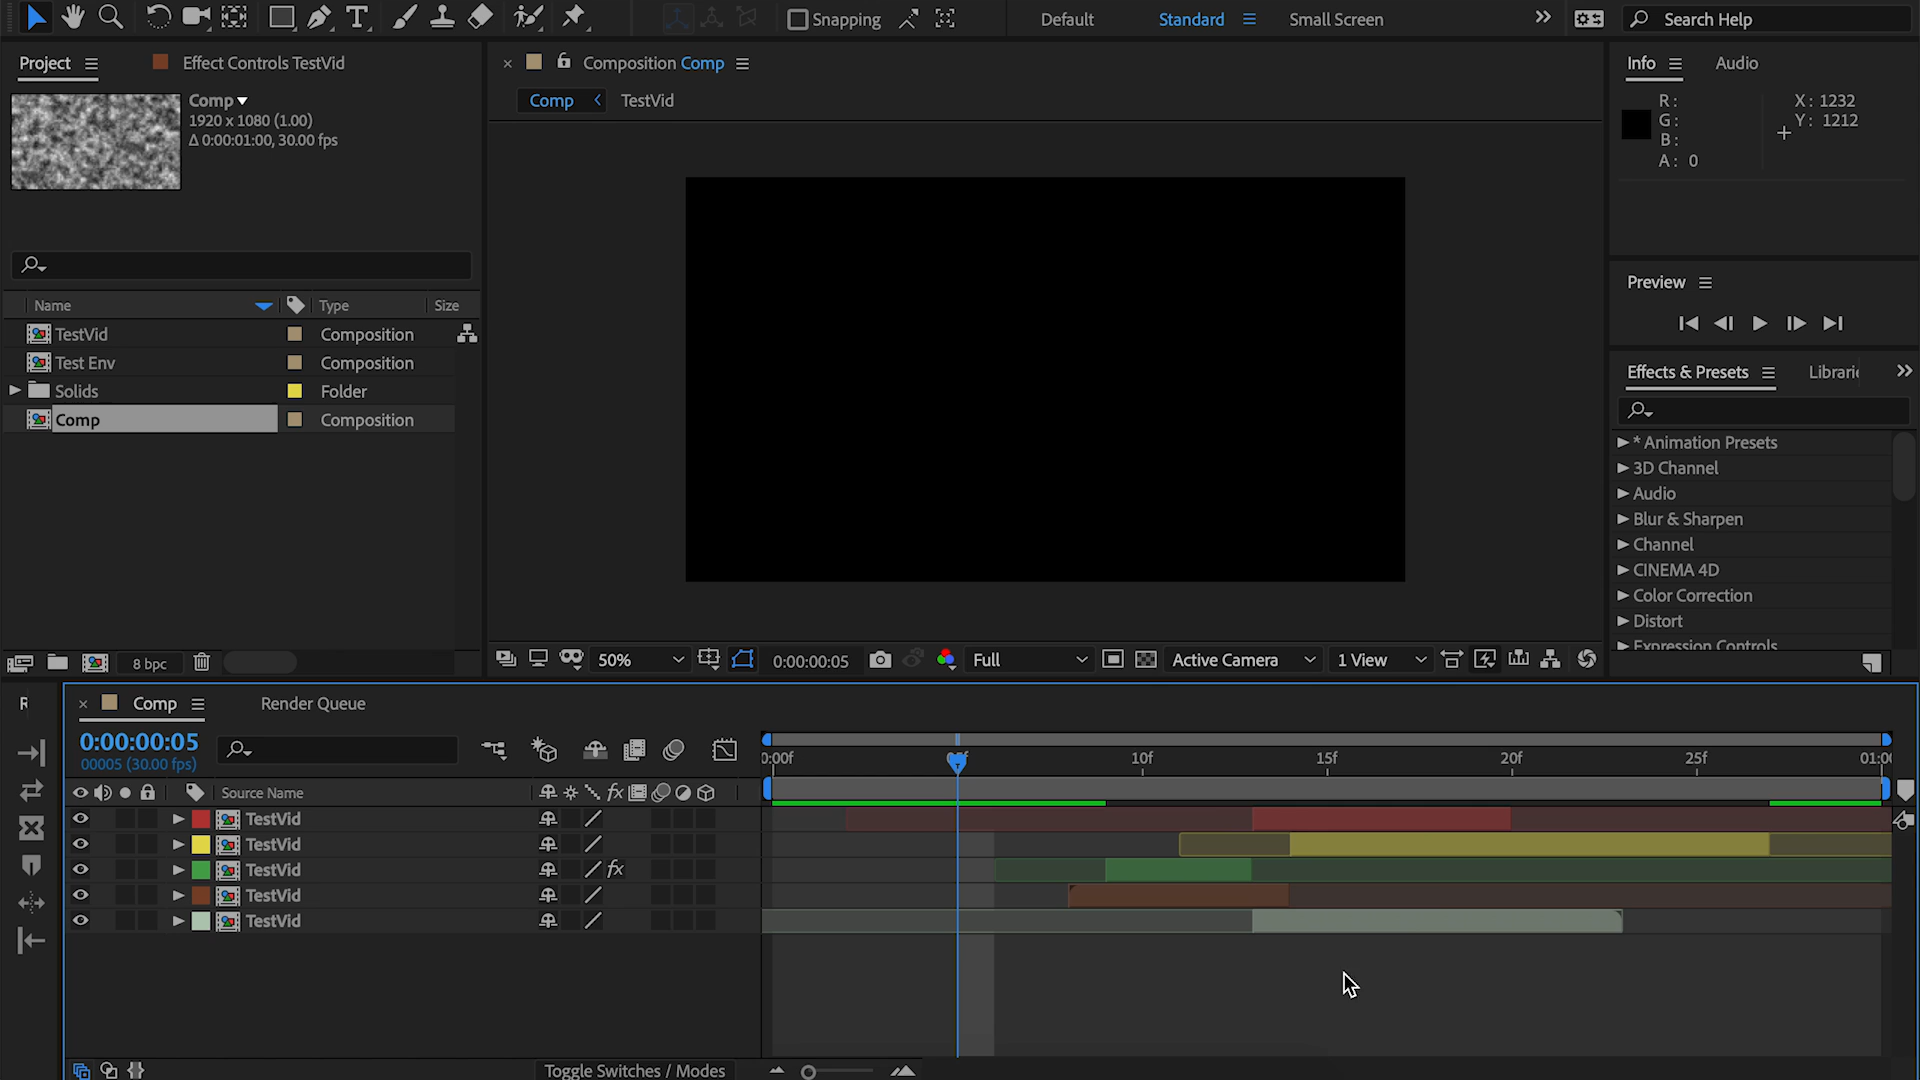 Snapping
Default
Standard
Small Screen
Search Help
Project
Effect Controls TestVid
Comp
1920 x 1080 (1.00)
Δ 0:00:01:00, 30.00 fps
Composition Comp
Comp
TestVid
Info
Audio
R:
G:
B:
A: 0
X: 1232
Y: 1212
Preview
Name
Type
Size
TestVid
Composition
Test Env
Composition
Solids
Folder
Comp
Composition
Effects & Presets
* Animation Presets
3D Channel
Audio
Blur & Sharpen
Channel
CINEMA 4D
Color Correction
Distort
Expression Controls
8 bpc
50%
0:00:00:05
Full
Active Camera
1 View
R
Comp
Render Queue
0:00:00:05
00005 (30.00 fps)
10f
15f
20f
25f
Source Name
TestVid
TestVid
TestVid
fx
TestVid
TestVid
Toggle Switches / Modes